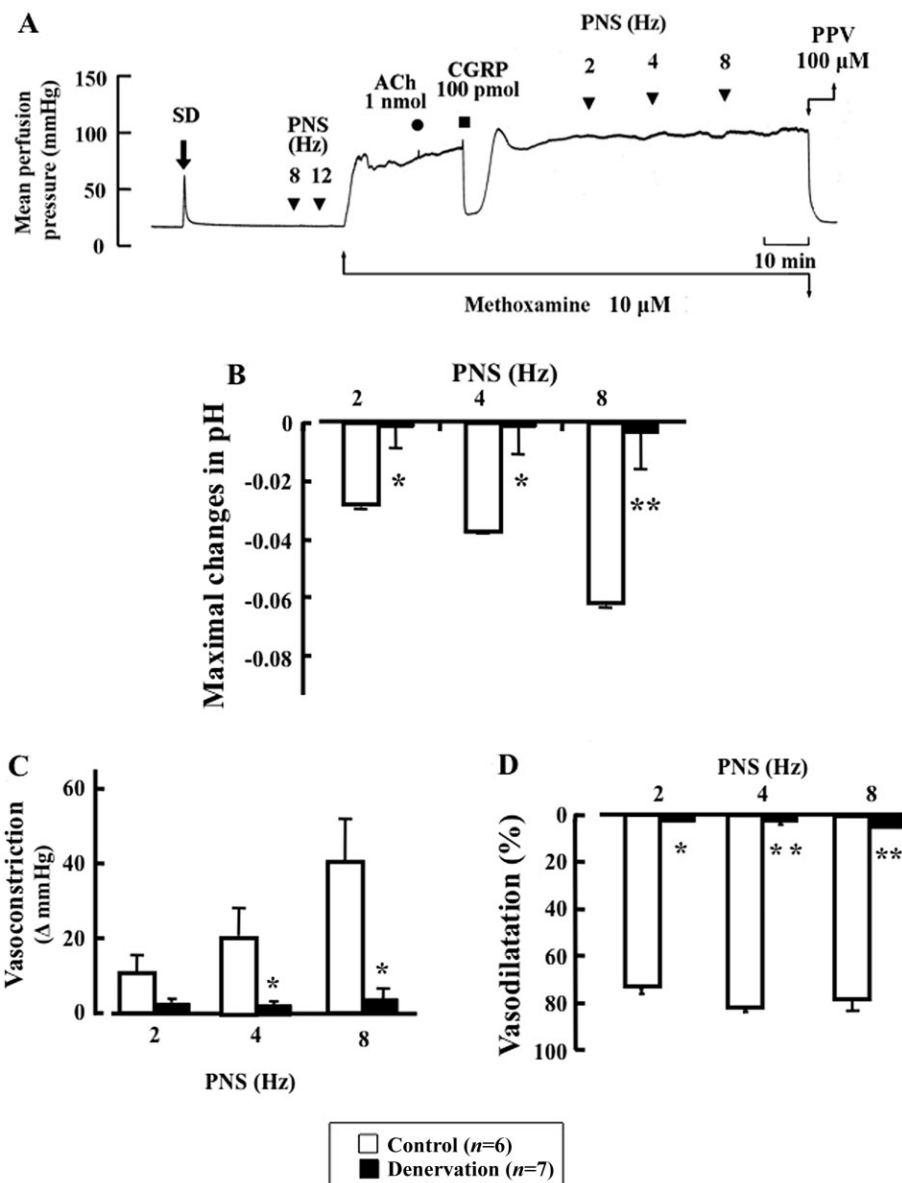 A
PNS (Hz)
PPV
100 µM
2 4 8
ACh
1 nmol
CGRP
100 pmol
SD
PNS
(Hz)
8 12
Mean perfusion
pressure (mmHg)
150
100
50
0
10 min
Methoxamine 10 µM
B
PNS (Hz)
2 4 8
Maximal changes in pH
0
-0.02
-0.04
-0.06
-0.08
*
*
**
C
Vasoconstriction
(Δ mmHg)
60
40
20
0
*
*
2 4 8
PNS (Hz)
D
PNS (Hz)
2 4 8
Vasodilatation (%)
0
20
40
60
80
100
*
**
**
Control (n=6)
Denervation (n=7)